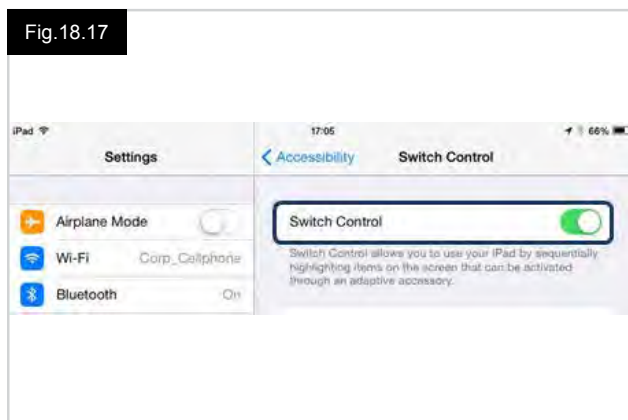 Fig.18.17
iPad 17:05 66%
Settings
Accessibility Switch Control
Airplane Mode
Wi-Fi Corp_Cellphone
Bluetooth On
Switch Control
Switch Control allows you to use your iPad by sequentially
highlighting items on the screen that can be activated
through an adaptive accessory.